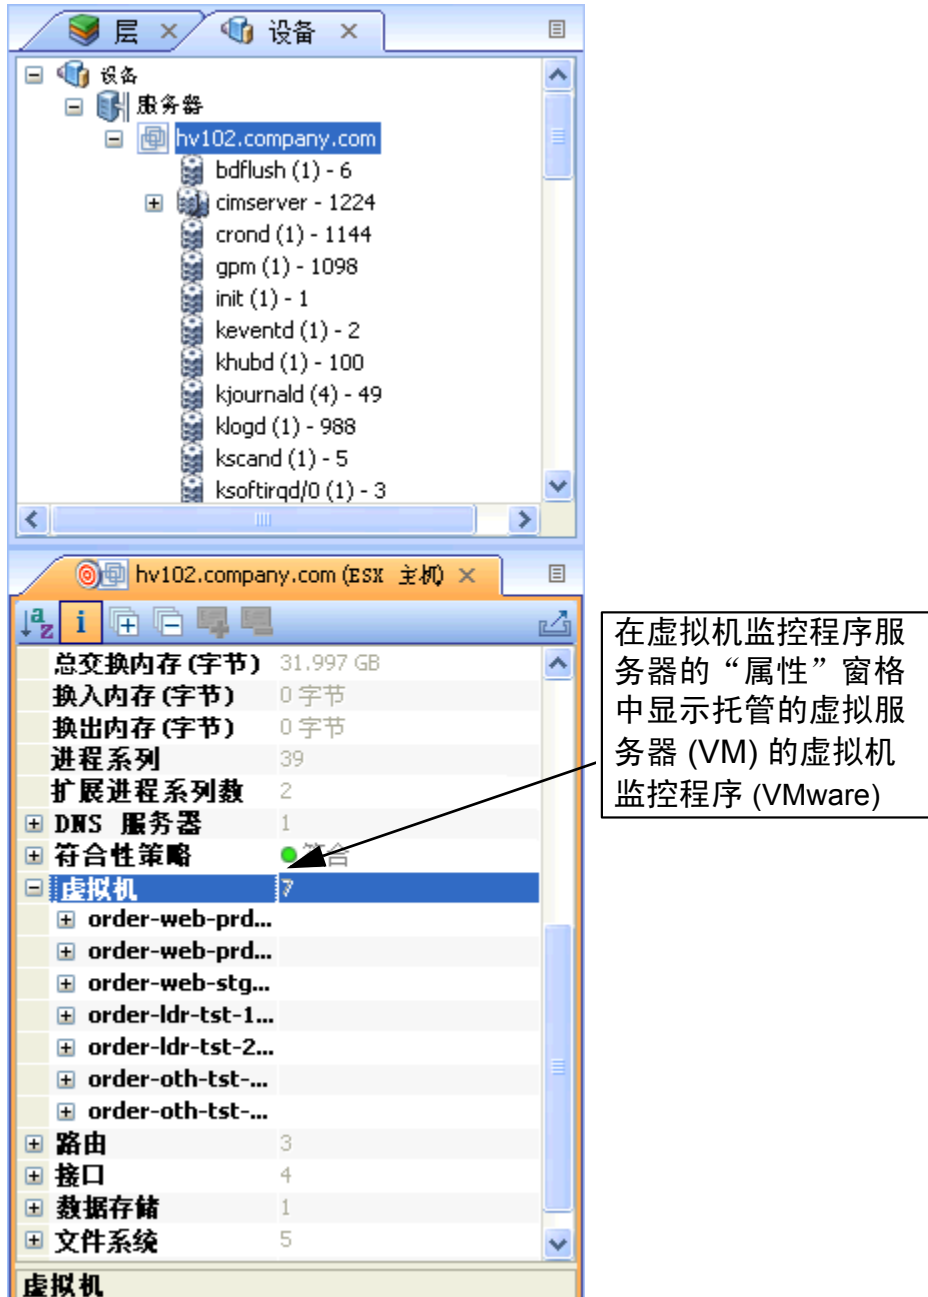 层
设备
设备
服务器
hv102.company.com
bdflush (1) - 6
cimserver - 1224
crond (1) - 1144
gpm (1) - 1098
init (1) - 1
keventd (1) - 2
khubd (1) - 100
kjournald (4) - 49
klogd (1) - 988
kscand (1) - 5
ksoftirqd/0 (1) - 3
hv102.company.com (ESX 主机)
总交换内存 (字节) 31.997 GB
换入内存 (字节) 0 字节
换出内存 (字节) 0 字节
进程系列 39
扩展进程系列数 2
DNS 服务器 1
符合性策略 符合
虚拟机 7
order-web-prd...
order-web-prd...
order-web-stg...
order-ldr-tst-1...
order-ldr-tst-2...
order-oth-tst-...
order-oth-tst-...
路由 3
接口 4
数据存储 1
文件系统 5
虚拟机
在虚拟机监控程序服
务器的“属性”窗格
中显示托管的虚拟服
务器 (VM) 的虚拟机
监控程序 (VMware)